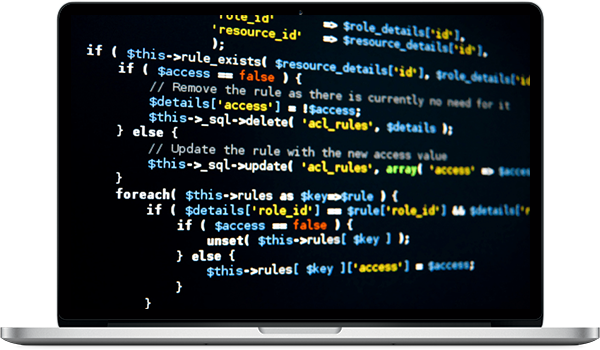 'role_id' => $role_details['id'],
'resource_id' => $resource_details['id'],
);
if ( $this->rule_exists( $resource_details['id'], $role_details['id'
if ( $access == false ) {
// Remove the rule as there is currently no need for it
$details['access'] = !$access;
$this->_sql->delete( 'acl_rules', $details );
} else {
// Update the rule with the new access value
$this->_sql->update( 'acl_rules', array( 'access' => $access
}
foreach( $this->rules as $key=>$rule ) {
if ( $details['role_id'] == $rule['role_id'] && $details['r
if ( $access == false ) {
unset( $this->rules[ $key ] );
} else {
$this->rules[ $key ]['access'] = $access;
}
}